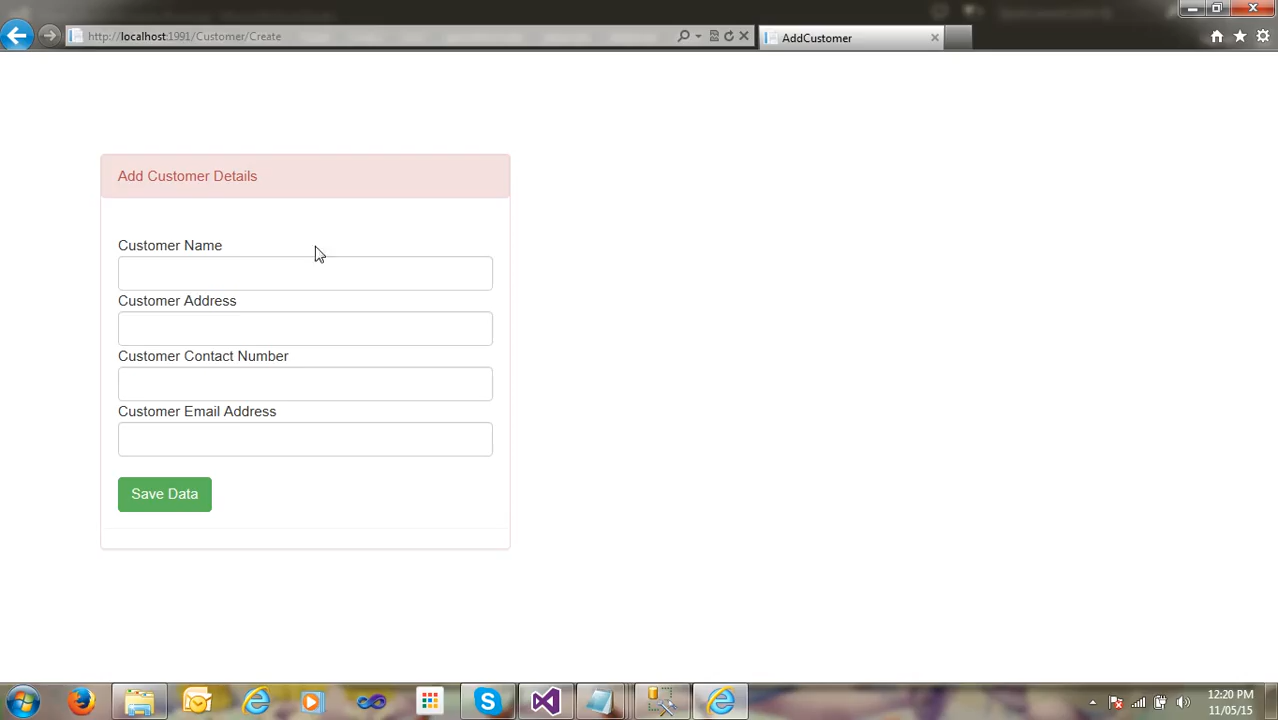 http://localhost:1991/Customer/Create
AddCustomer
Add Customer Details
Customer Name
Customer Address
Customer Contact Number
Customer Email Address
Save Data
12:20 PM
11/05/15